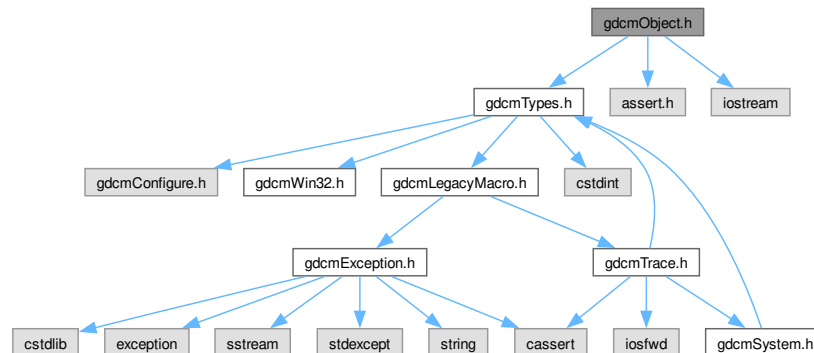 gdcmObject.h
gdcmTypes.h
assert.h
iostream
gdcmConfigure.h
gdcmWin32.h
gdcmLegacyMacro.h
cstdint
gdcmException.h
gdcmTrace.h
cstdlib
exception
sstream
stdexcept
string
cassert
iosfwd
gdcmSystem.h